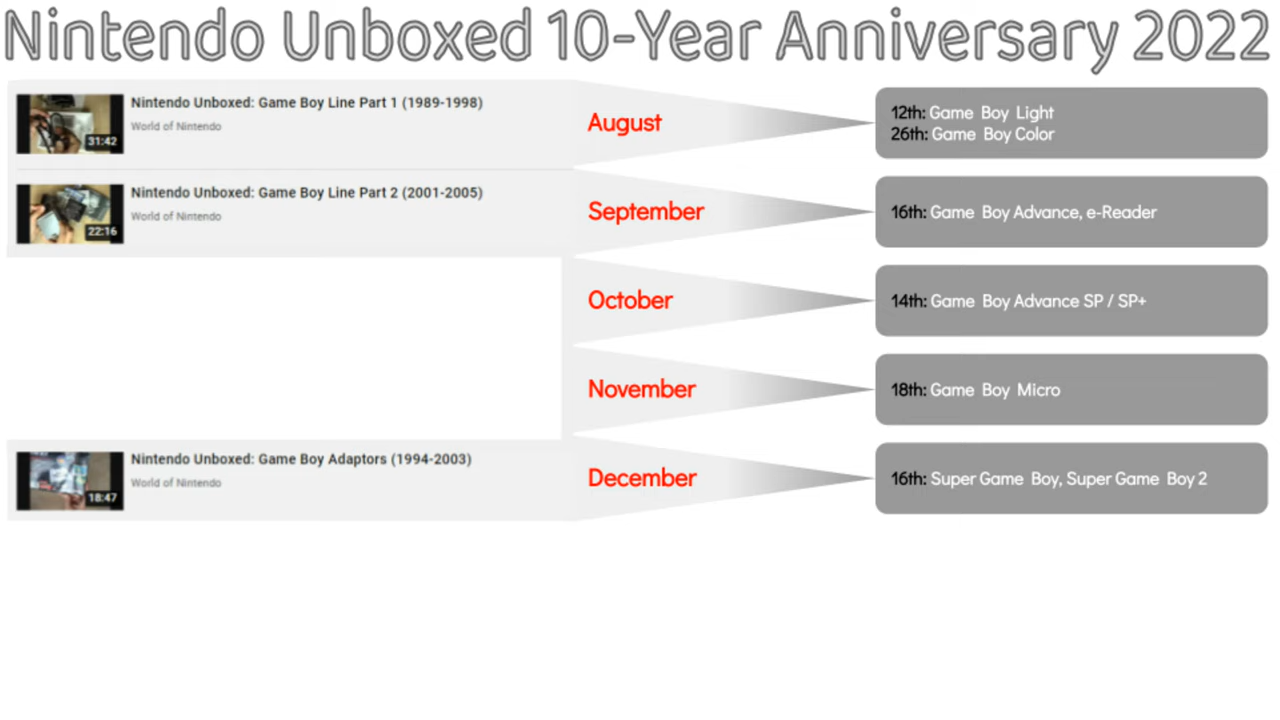 Nintendo Unboxed 10-Year Anniversary 2022
Nintendo Unboxed: Game Boy Line Part 1 (1989-1998)
World of Nintendo
31:42
August
12th: Game Boy Light
26th: Game Boy Color
Nintendo Unboxed: Game Boy Line Part 2 (2001-2005)
World of Nintendo
22:16
September
16th: Game Boy Advance, e-Reader
October
14th: Game Boy Advance SP / SP+
November
18th: Game Boy Micro
Nintendo Unboxed: Game Boy Adaptors (1994-2003)
World of Nintendo
18:47
December
16th: Super Game Boy, Super Game Boy 2